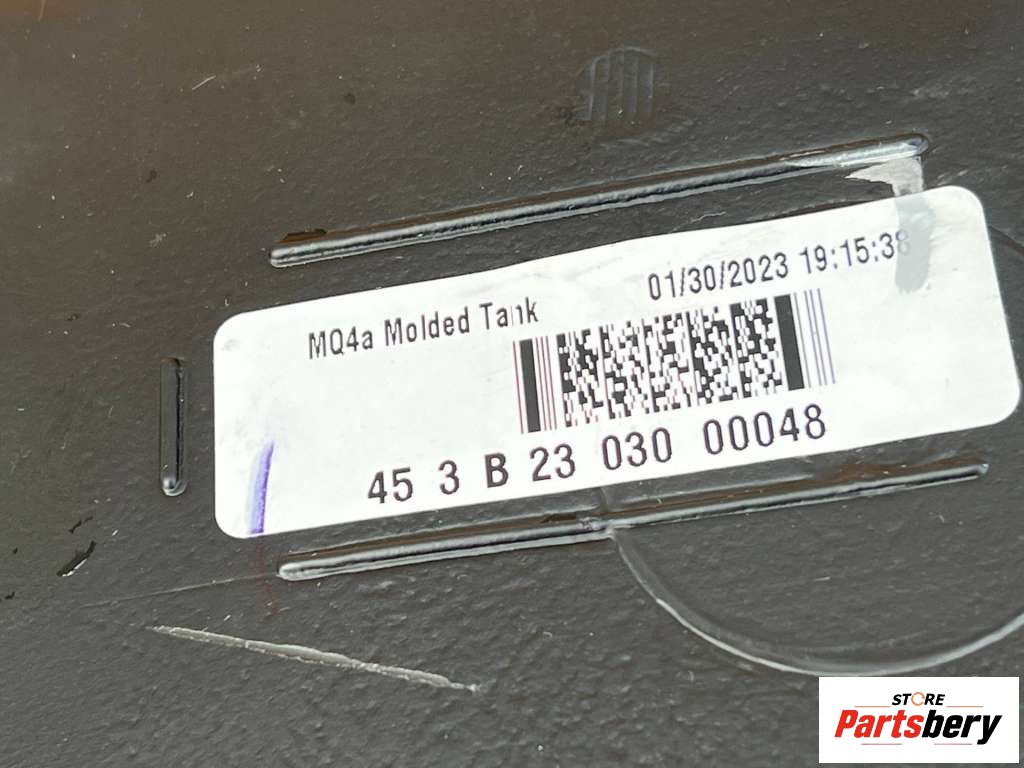 MQ4a Molded Tank
01/30/2023 19:15:38
45 3 B 23 030 00048
STORE
Partsbery